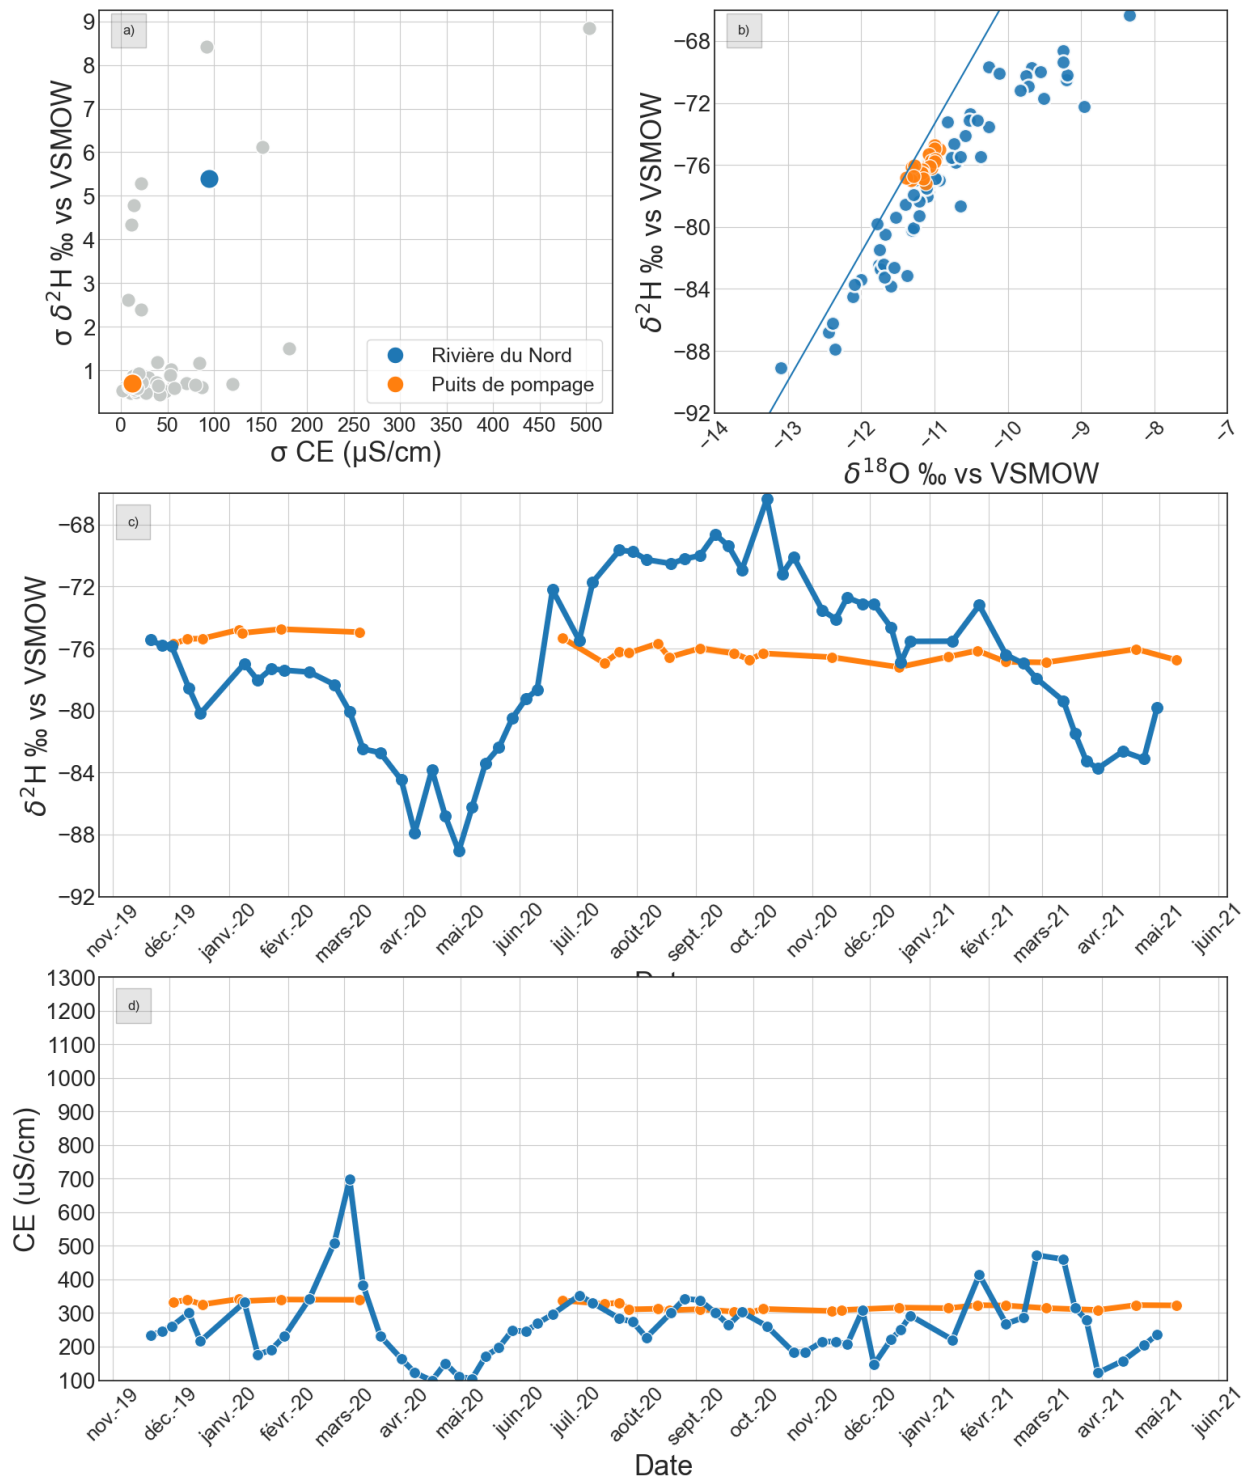 a)
9
8
7
6
5
4
3
2
1
σ δ²H ‰ vs VSMOW
0 50 100 150 200 250 300 350 400 450 500
σ CE (µS/cm)
Rivière du Nord
Puits de pompage
b)
−68
−72
−76
−80
−84
−88
−92
δ²H ‰ vs VSMOW
−14 −13 −12 −11 −10 −9 −8 −7
δ¹⁸O ‰ vs VSMOW
c)
−68
−72
−76
−80
−84
−88
−92
δ²H ‰ vs VSMOW
nov.-19 déc.-19 janv.-20 févr.-20 mars-20 avr.-20 mai-20 juin-20 juil.-20 août-20 sept.-20 oct.-20 nov.-20 déc.-20 janv.-21 févr.-21 mars-21 avr.-21 mai-21 juin-21
d)
1300
1200
1100
1000
900
800
700
600
500
400
300
200
100
CE (uS/cm)
nov.-19 déc.-19 janv.-20 févr.-20 mars-20 avr.-20 mai-20 juin-20 juil.-20 août-20 sept.-20 oct.-20 nov.-20 déc.-20 janv.-21 févr.-21 mars-21 avr.-21 mai-21 juin-21
Date